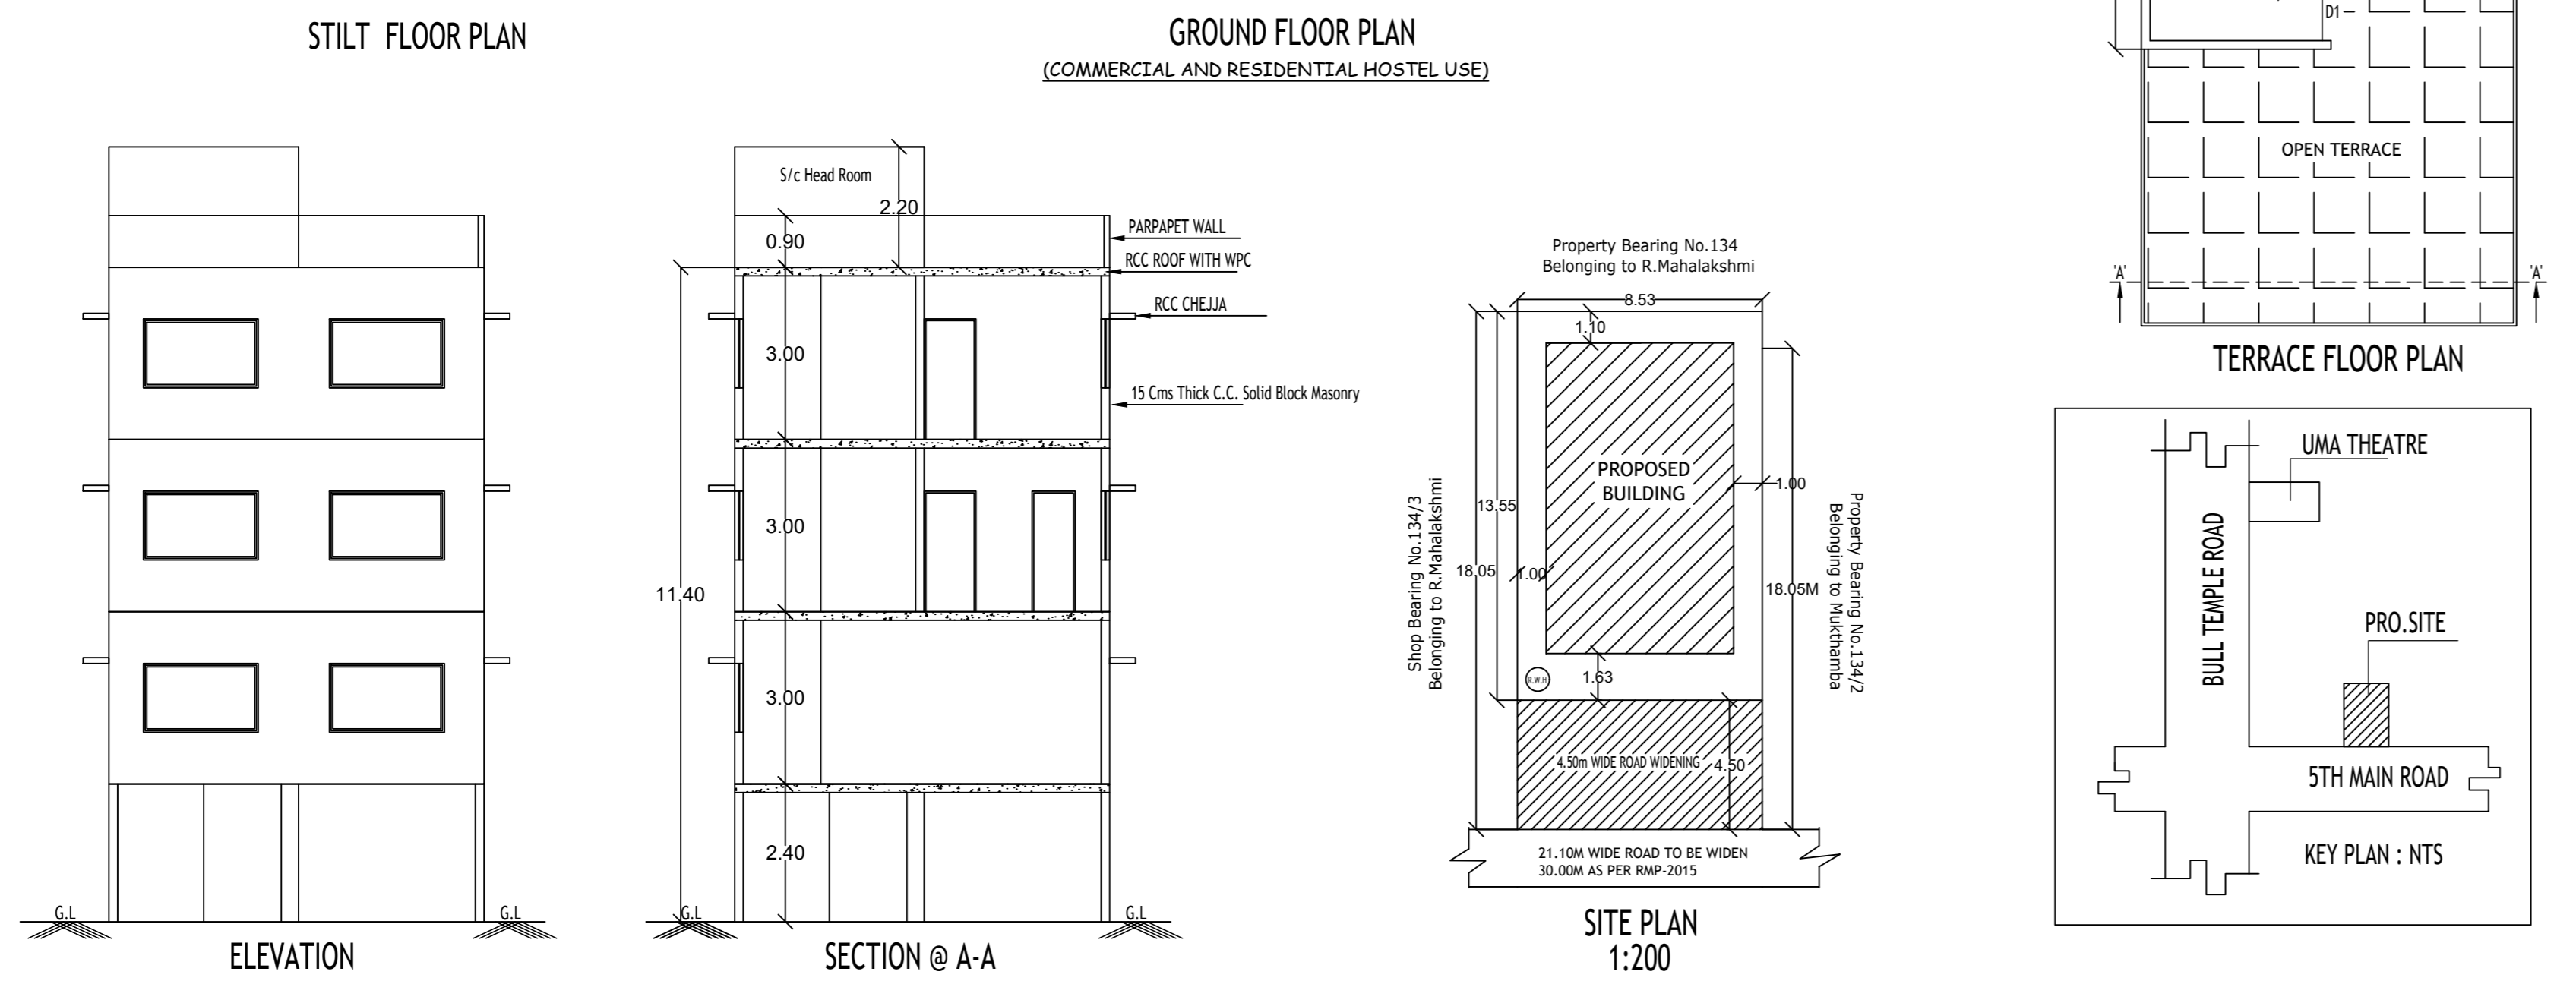 STILT FLOOR PLAN
GROUND FLOOR PLAN
(COMMERCIAL AND RESIDENTIAL HOSTEL USE)
D1
OPEN TERRACE
'A'
'A'
TERRACE FLOOR PLAN
G.L
G.L
ELEVATION
S/c Head Room
2.20
0.90
3.00
3.00
3.00
2.40
11.40
PARPAPET WALL
RCC ROOF WITH WPC
RCC CHEJJA
15 Cms Thick C.C. Solid Block Masonry
G.L
G.L
SECTION @ A-A
Property Bearing No.134
Belonging to R.Mahalakshmi
8.53
1.10
PROPOSED
BUILDING
1.00
13.55
18.05
1.00
18.05M
Shop Bearing No.134/3
Belonging to R.Mahalakshmi
Property Bearing No.134/2
Belonging to Mukthamba
R.W.H
1.63
4.50m WIDE ROAD WIDENING
4.50
21.10M WIDE ROAD TO BE WIDEN
30.00M AS PER RMP-2015
SITE PLAN
1:200
UMA THEATRE
BULL TEMPLE ROAD
PRO.SITE
5TH MAIN ROAD
KEY PLAN : NTS